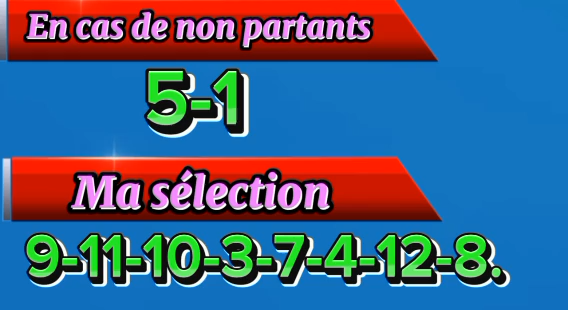 En cas de non partants
5-1
Ma sélection
9-11-10-3-7-4-12-8.